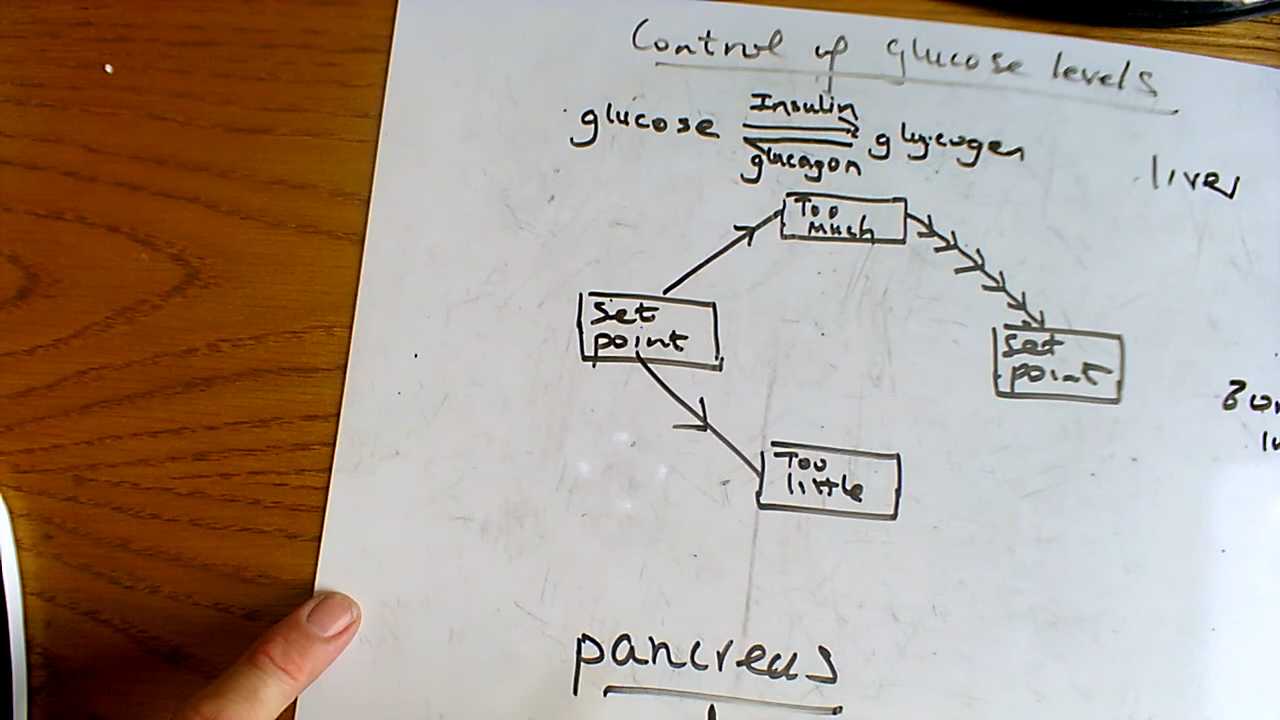 Control of glucose levels
Insulin
glucose glycogen
glucagon
liver
Too
Much
Set
point
Set
point
Too
little
pancreas